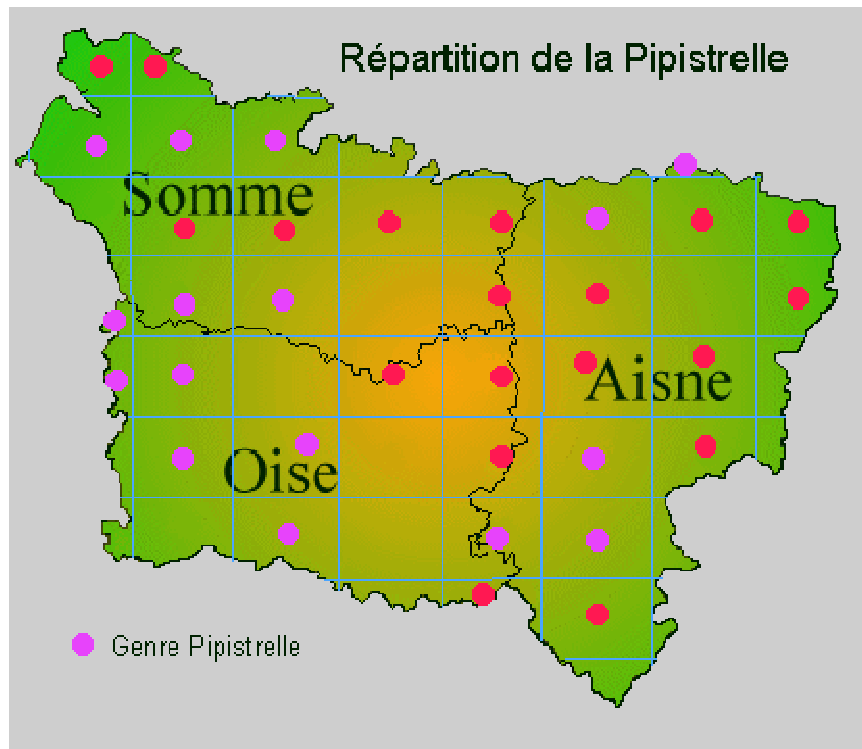 Répartition de la Pipistrelle
Somme
Aisne
Oise
Genre Pipistrelle